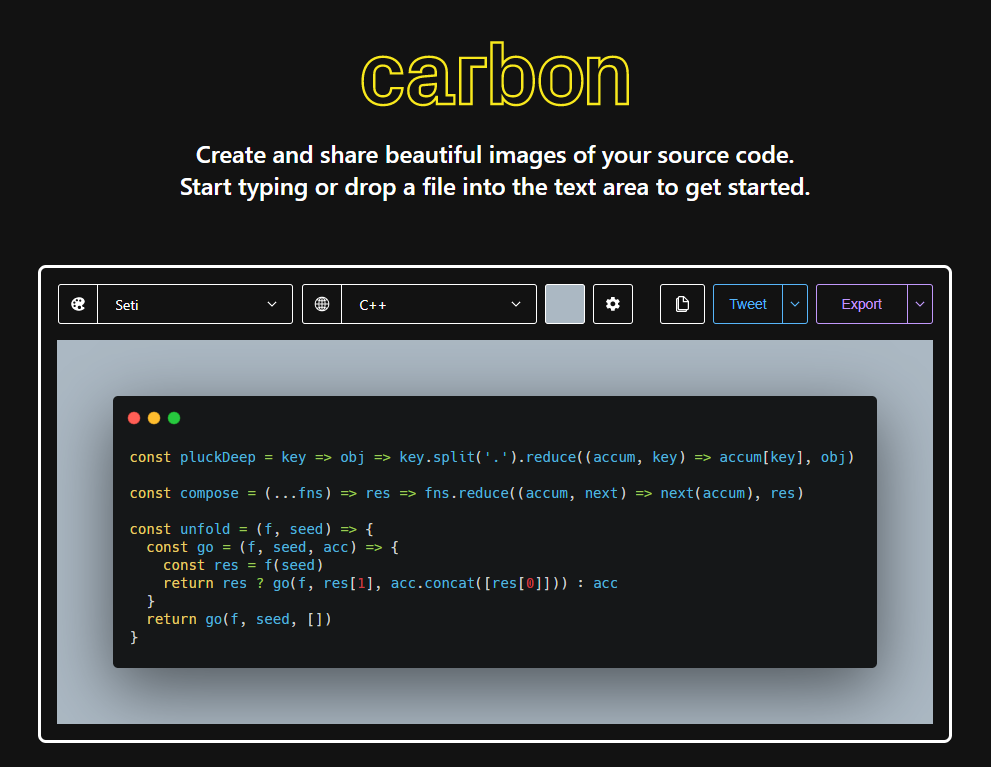 carbon
Create and share beautiful images of your source code.
Start typing or drop a file into the text area to get started.
Seti
C++
Tweet
Export
const pluckDeep = key => obj => key.split('.').reduce((accum, key) => accum[key], obj)
const compose = (...fns) => res => fns.reduce((accum, next) => next(accum), res)
const unfold = (f, seed) => {
  const go = (f, seed, acc) => {
    const res = f(seed)
    return res ? go(f, res[1], acc.concat([res[0]])) : acc
  }
  return go(f, seed, [])
}